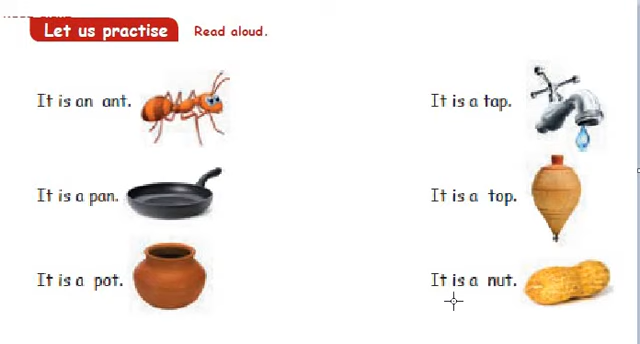 Let us practise Read aloud.
It is an ant.
It is a tap.
It is a pan.
It is a top.
It is a pot.
It is a nut.